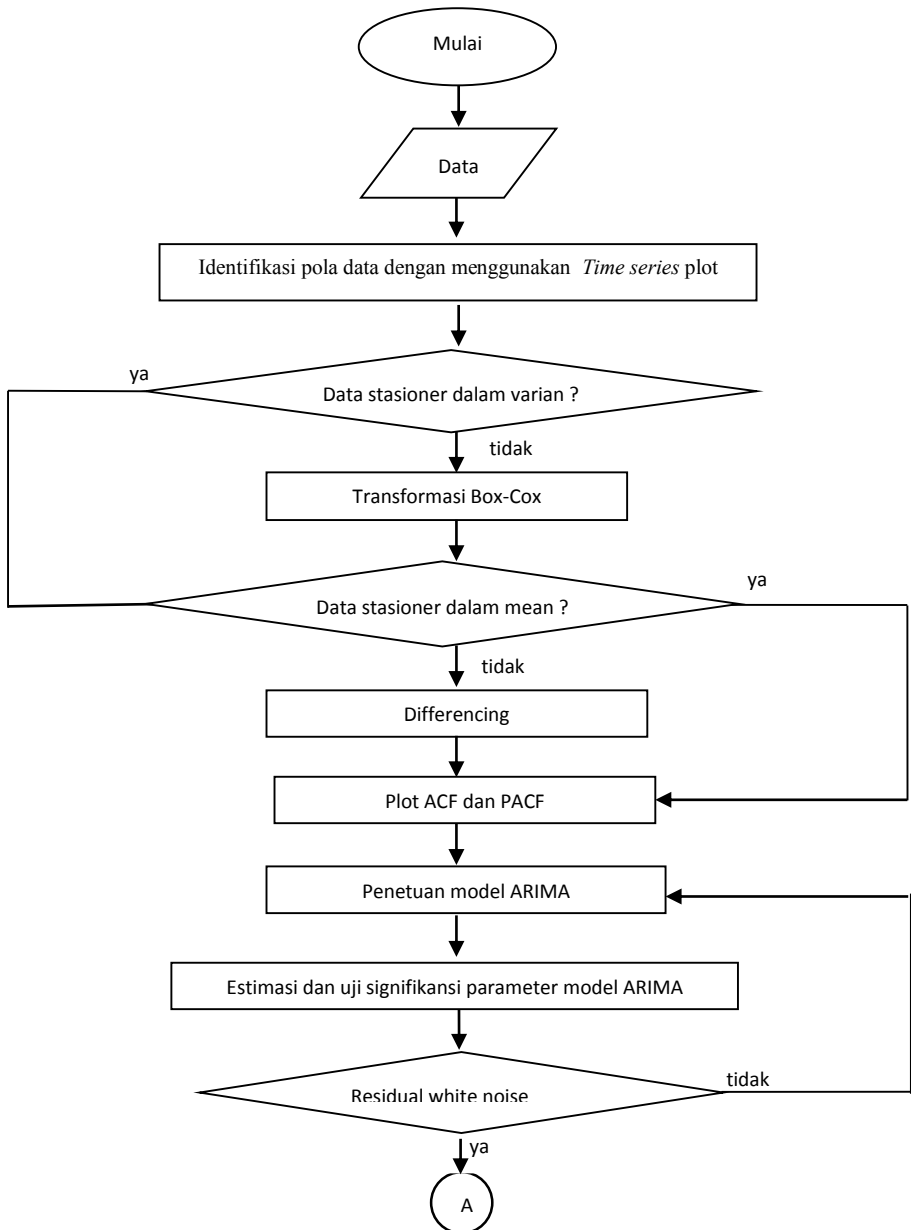 Mulai
Data
Identifikasi pola data dengan menggunakan Time series plot
ya
Data stasioner dalam varian ?
tidak
Transformasi Box-Cox
ya
Data stasioner dalam mean ?
tidak
Differencing
Plot ACF dan PACF
Penetuan model ARIMA
Estimasi dan uji signifikansi parameter model ARIMA
tidak
Residual white noise
ya
A